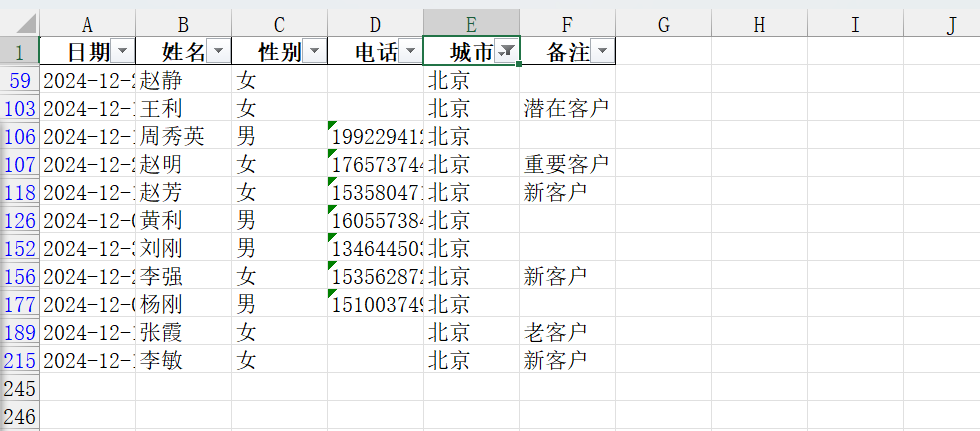 A B C D E F G H I J
1 日期 姓名 性别 电话 城市 备注
59 2024-12-2 赵静 女 北京
103 2024-12-1 王利 女 北京 潜在客户
106 2024-12-1 周秀英 男 199229412 北京
107 2024-12-2 赵明 女 176573744 北京 重要客户
118 2024-12-1 赵芳 女 153580471 北京 新客户
126 2024-12-0 黄利 男 160557384 北京
152 2024-12-3 刘刚 男 134644503 北京
156 2024-12-2 李强 女 153562872 北京 新客户
177 2024-12-0 杨刚 男 151003749 北京
189 2024-12-1 张霞 女 北京 老客户
215 2024-12-1 李敏 女 北京 新客户
245
246